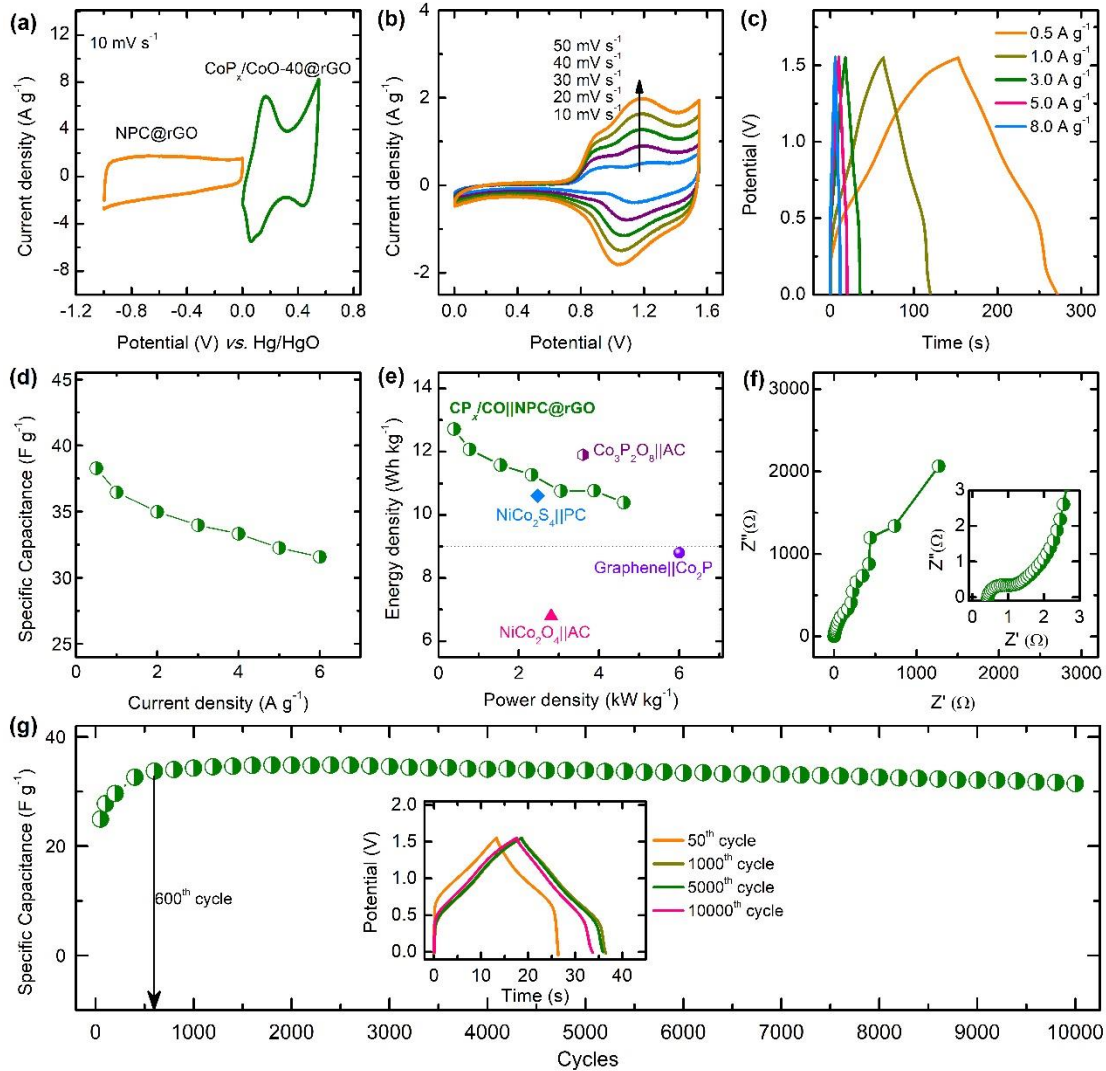 (a)
10 mV s⁻¹
CoPₓ/CoO-40@rGO
NPC@rGO
Current density (A g⁻¹)
12
8
4
0
-4
-8
-1.2
-0.8
-0.4
0.0
0.4
0.8
Potential (V) vs. Hg/HgO
(b)
50 mV s⁻¹
40 mV s⁻¹
30 mV s⁻¹
20 mV s⁻¹
10 mV s⁻¹
Current density (A g⁻¹)
4
2
0
-2
0.0
0.4
0.8
1.2
1.6
Potential (V)
(c)
0.5 A g⁻¹
1.0 A g⁻¹
3.0 A g⁻¹
5.0 A g⁻¹
8.0 A g⁻¹
Potential (V)
1.5
1.0
0.5
0.0
0
100
200
300
Time (s)
(d)
Specific Capacitance (F g⁻¹)
45
40
35
30
25
0
1
2
3
4
5
6
7
Current density (A g⁻¹)
(e)
CPₓ/CO||NPC@rGO
Co₃P₂O₈||AC
NiCo₂S₄||PC
Graphene||Co₂P
NiCo₂O₄||AC
Energy density (Wh kg⁻¹)
14
12
10
8
6
0
2
4
6
Power density (kW kg⁻¹)
(f)
Z"(Ω)
3000
2000
1000
0
0
1000
2000
3000
Z' (Ω)
Z"(Ω)
3
2
1
0
0
1
2
3
Z' (Ω)
(g)
Specific Capacitance (F g⁻¹)
40
20
0
600ᵗʰ cycle
Potential (V)
2.0
1.5
1.0
0.5
0.0
0
10
20
30
40
Time (s)
50ᵗʰ cycle
1000ᵗʰ cycle
5000ᵗʰ cycle
10000ᵗʰ cycle
0
1000
2000
3000
4000
5000
6000
7000
8000
9000
10000
Cycles